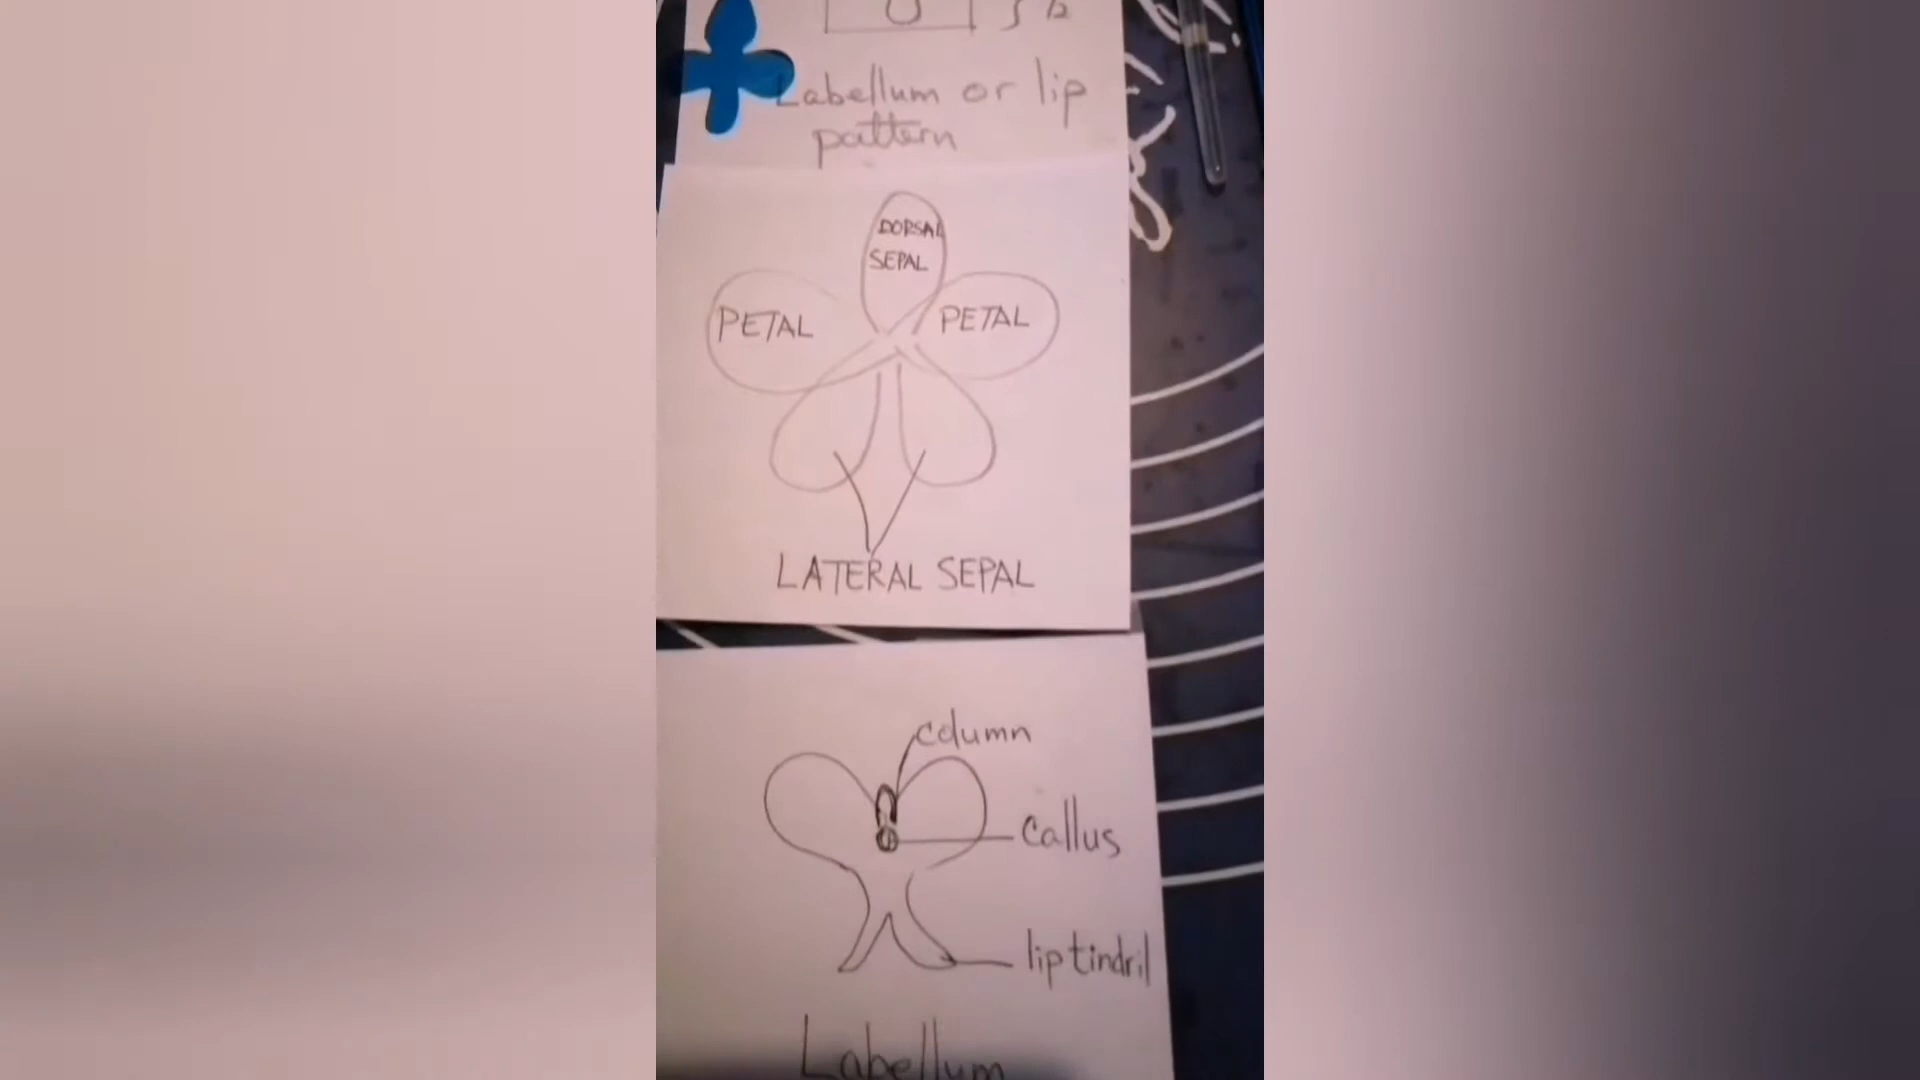 Labellum or lip
pattern
DORSAL
SEPAL
PETAL
PETAL
LATERAL SEPAL
column
callus
lip tindril
Labellum